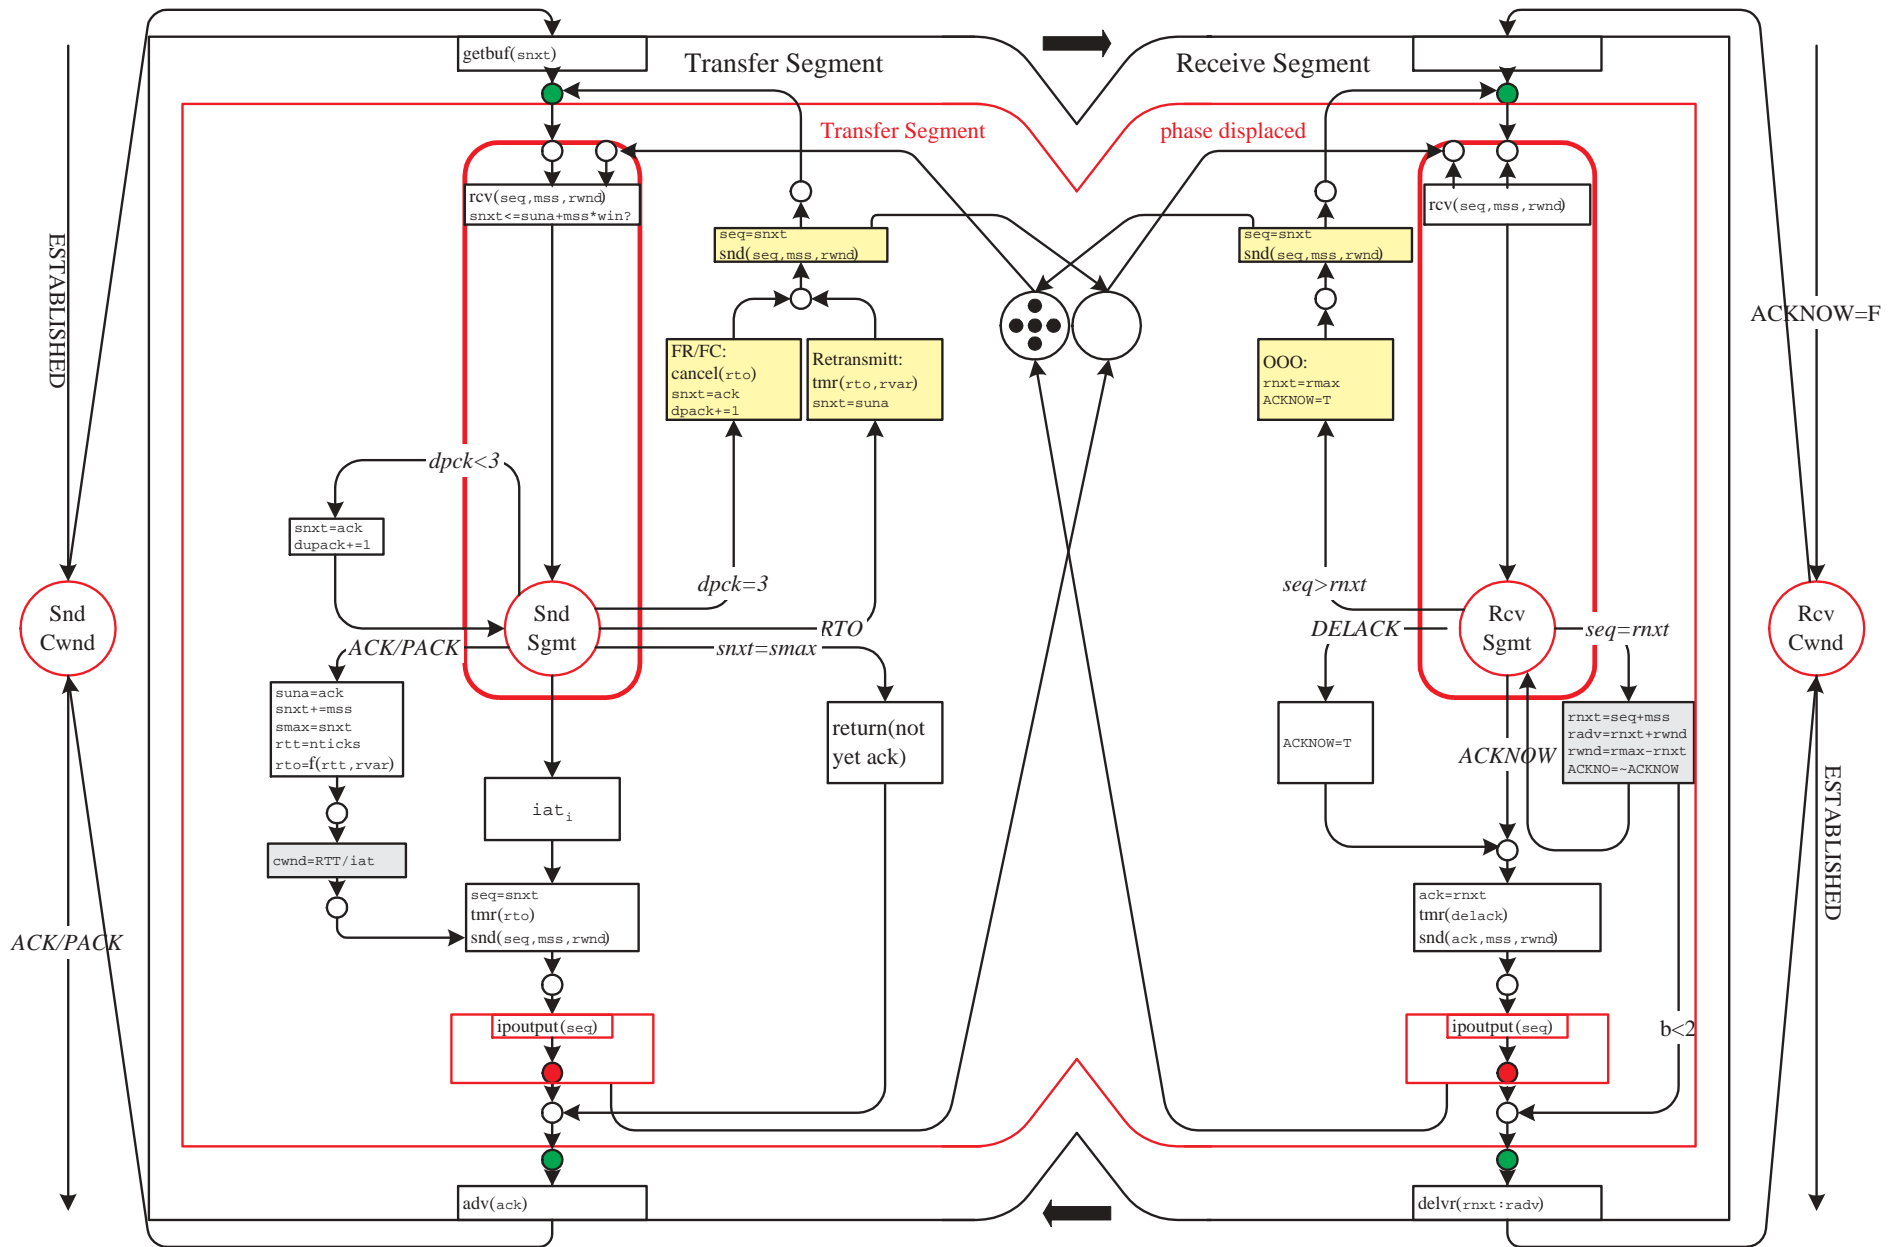 getbuf(snxt)
Transfer Segment
Receive Segment
Transfer Segment
phase displaced
rcv(seq,mss,rwnd)
snxt<=suna+mss*win?
rcv(seq,mss,rwnd)
seq=snxt
snd(seq,mss,rwnd)
seq=snxt
snd(seq,mss,rwnd)
ESTABLISHED
ACKNOW=F
FR/FC:
cancel(rto)
snxt=ack
dpack+=1
Retransmitt:
tmr(rto,rvar)
snxt=suna
OOO:
rnxt=rmax
ACKNOW=T
dpck<3
snxt=ack
dupack+=1
dpck=3
seq>rnxt
Snd
Cwnd
Snd
Sgmt
RTO
DELACK
Rcv
Sgmt
seq=rnxt
Rcv
Cwnd
ACK/PACK
snxt=smax
suna=ack
snxt+=mss
smax=snxt
rtt=nticks
rto=f(rtt,rvar)
return(not
yet ack)
ACKNOW=T
ACKNOW
rnxt=seq+mss
radv=rnxt+rwnd
rwnd=rmax-rnxt
ACKNO=~ACKNOW
ESTABLISHED
iati
cwnd=RTT/iat
seq=snxt
tmr(rto)
snd(seq,mss,rwnd)
ack=rnxt
tmr(delack)
snd(ack,mss,rwnd)
ACK/PACK
ipoutput(seq)
ipoutput(seq)
b<2
adv(ack)
delvr(rnxt:radv)